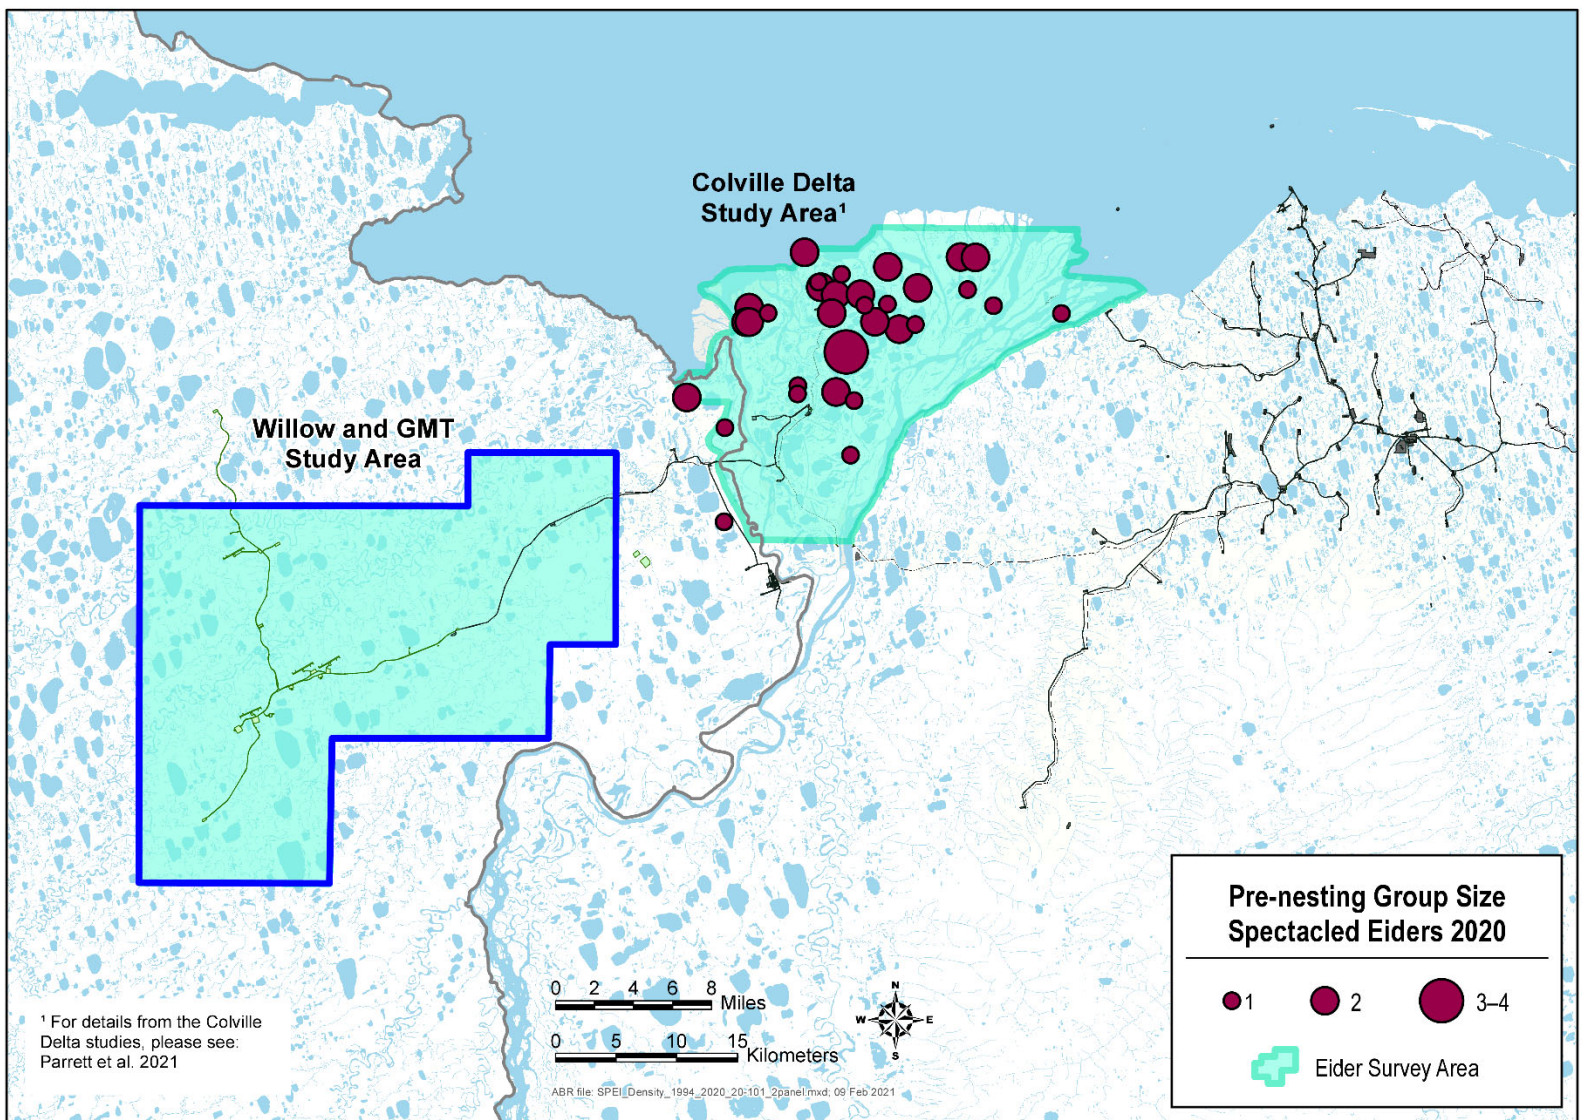 Colville Delta
Study Area¹
Willow and GMT
Study Area
Pre-nesting Group Size
Spectacled Eiders 2020
1 2 3–4
Eider Survey Area
0 2 4 6 8 Miles
0 5 10 15 Kilometers
N
W E
S
¹ For details from the Colville
Delta studies, please see:
Parrett et al. 2021
ABR file: SPEI_Density_1994_2020_20-101_2panel.mxd; 09 Feb 2021